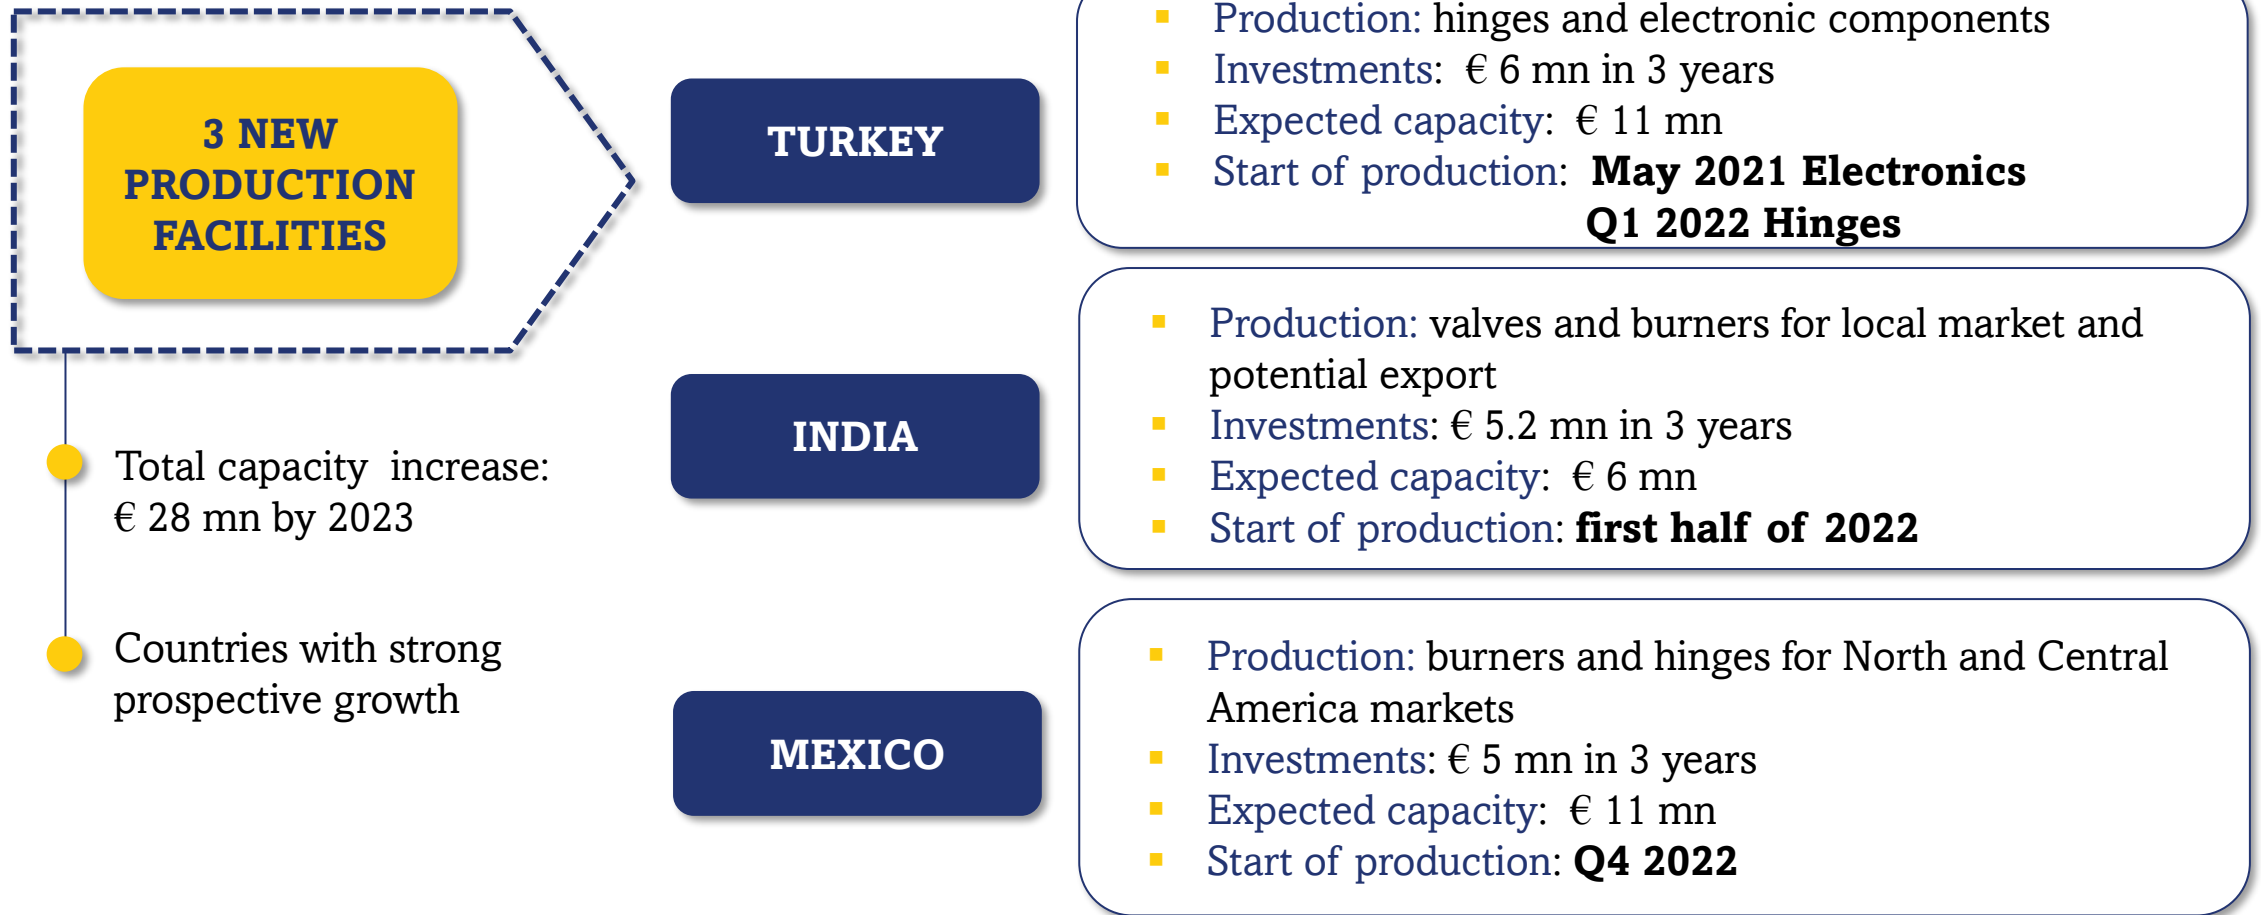 3 NEW
PRODUCTION
FACILITIES
Total capacity increase:
€ 28 mn by 2023
Countries with strong
prospective growth
TURKEY
▪ Production: hinges and electronic components
▪ Investments: € 6 mn in 3 years
▪ Expected capacity: € 11 mn
▪ Start of production: May 2021 Electronics
Q1 2022 Hinges
INDIA
▪ Production: valves and burners for local market and
potential export
▪ Investments: € 5.2 mn in 3 years
▪ Expected capacity: € 6 mn
▪ Start of production: first half of 2022
MEXICO
▪ Production: burners and hinges for North and Central
America markets
▪ Investments: € 5 mn in 3 years
▪ Expected capacity: € 11 mn
▪ Start of production: Q4 2022